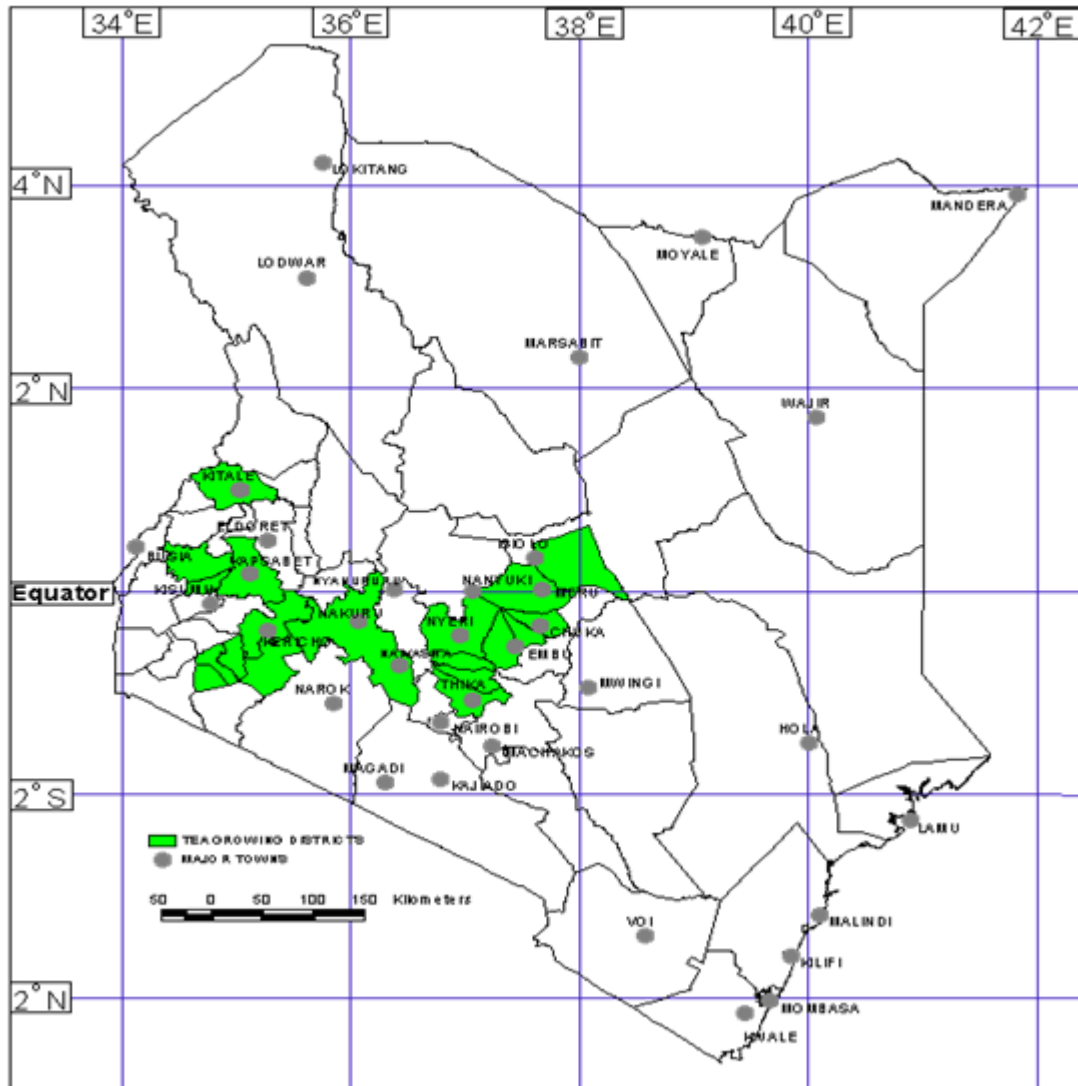 34°E 36°E 38°E 40°E 42°E
LOKITANG
4°N
MANDERA
MOYALE
LODWAR
MARSABIT
2°N
WAJIR
KITALE
ELDORET
BUSIA
KAPSABET
ISIOLO
NYAHURURU
NANYUKI
MERU
Equator
KISUMU
NAKURU
NYERI
CHUKA
KERICHO
EMBU
NAIVASHA
THIKA
MWINGI
NAROK
NAIROBI
HOLA
MACHAKOS
MAGADI
KAJIADO
2°S
LAMU
TEA GROWING DISTRICTS
MAJOR TOWNS
50 0 50 100 150 Kilometers
VOI
MALINDI
KILIFI
2°N
MOMBASA
KWALE